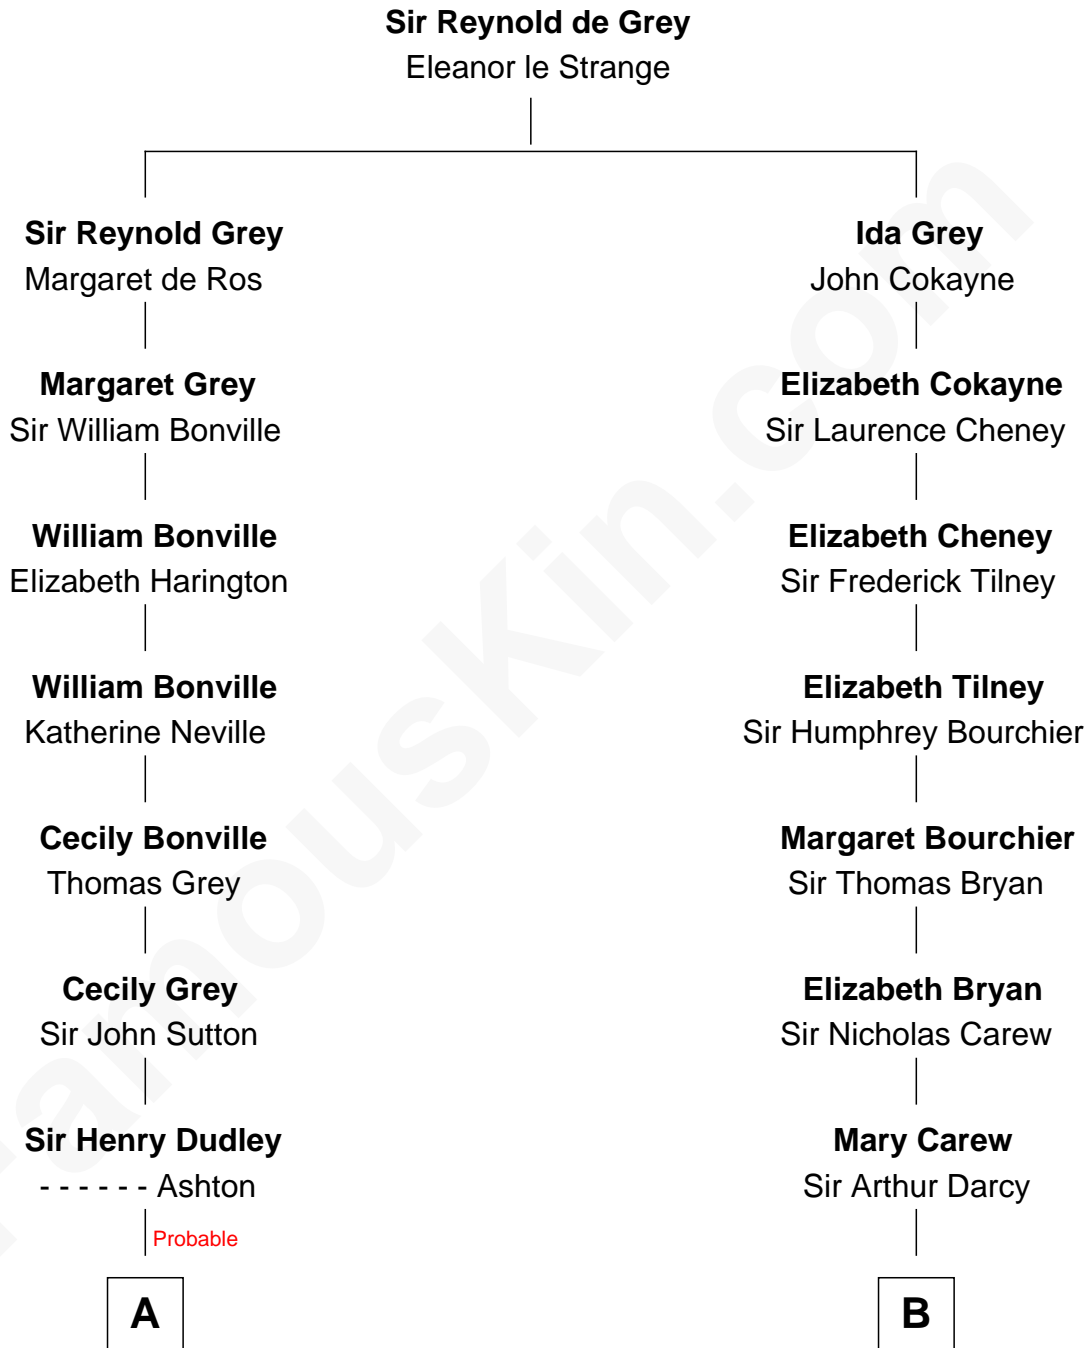 Sir Reynold de Grey
Eleanor le Strange
Sir Reynold Grey
Margaret de Ros
Ida Grey
John Cokayne
Margaret Grey
Sir William Bonville
Elizabeth Cokayne
Sir Laurence Cheney
William Bonville
Elizabeth Harington
Elizabeth Cheney
Sir Frederick Tilney
William Bonville
Katherine Neville
Elizabeth Tilney
Sir Humphrey Bourchier
Cecily Bonville
Thomas Grey
Margaret Bourchier
Sir Thomas Bryan
Cecily Grey
Sir John Sutton
Elizabeth Bryan
Sir Nicholas Carew
Sir Henry Dudley
- - - - - - Ashton
Mary Carew
Sir Arthur Darcy
Probable
A
B
FamousKin.com